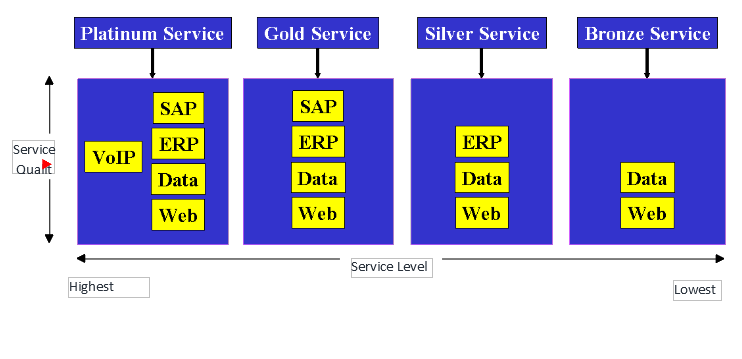 Platinum Service
Gold Service
Silver Service
Bronze Service
SAP
ERP
VoIP
Data
Web
SAP
ERP
Data
Web
ERP
Data
Web
Data
Web
Service
Qualit
Service Level
Highest
Lowest